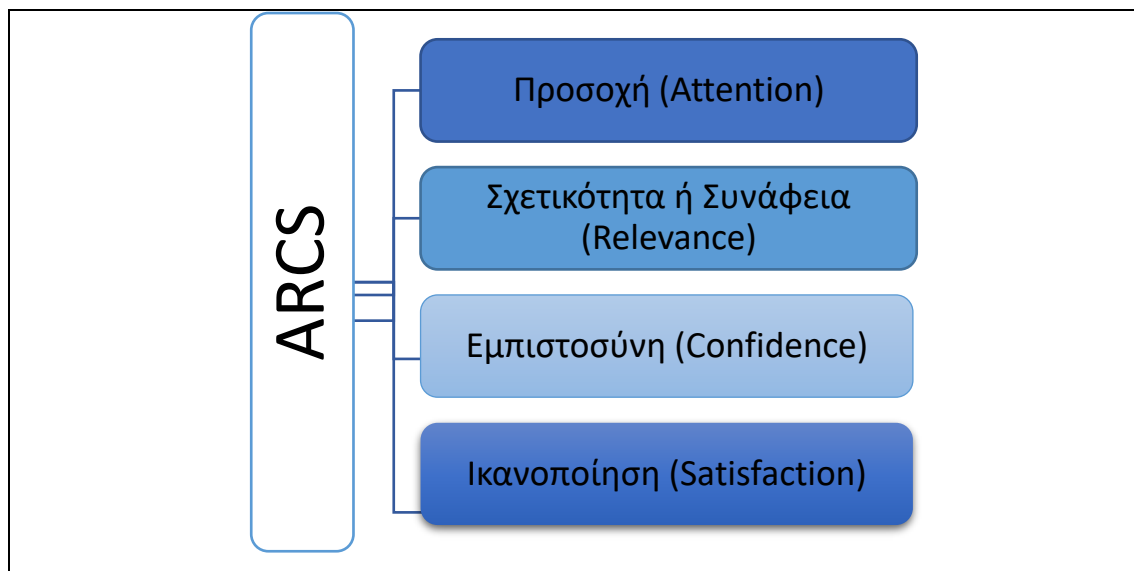 ARCS
Προσοχή (Attention)
Σχετικότητα ή Συνάφεια
(Relevance)
Εμπιστοσύνη (Confidence)
Ικανοποίηση (Satisfaction)